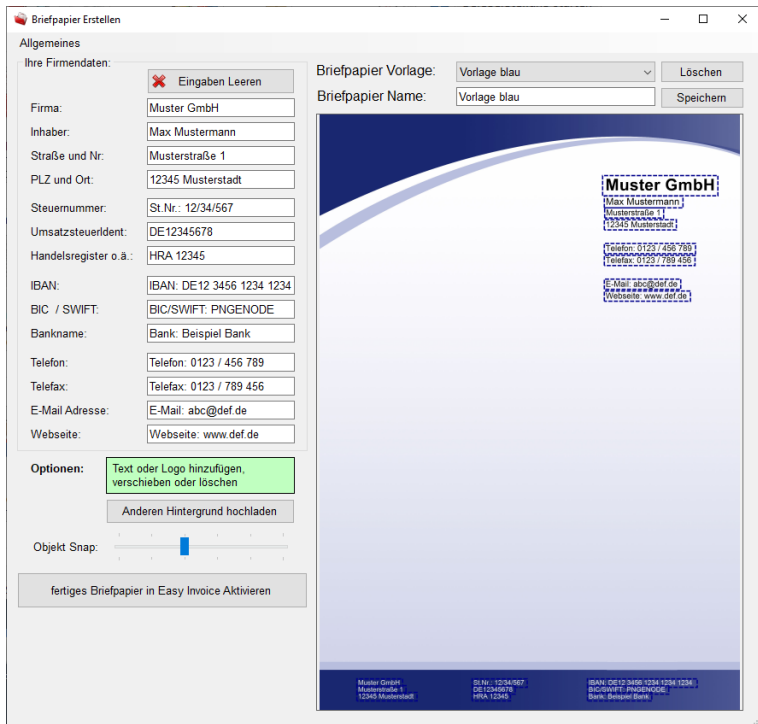 Briefpapier Erstellen
Allgemeines
Ihre Firmendaten:
Eingaben Leeren
Firma: Muster GmbH
Inhaber: Max Mustermann
Straße und Nr: Musterstraße 1
PLZ und Ort: 12345 Musterstadt
Steuernummer: St.Nr.: 12/34/567
UmsatzsteuerIdent: DE12345678
Handelsregister o.ä.: HRA 12345
IBAN: IBAN: DE12 3456 1234 1234
BIC / SWIFT: BIC/SWIFT: PNGENODE
Bankname: Bank: Beispiel Bank
Telefon: Telefon: 0123 / 456 789
Telefax: Telefax: 0123 / 789 456
E-Mail Adresse: E-Mail: abc@def.de
Webseite: Webseite: www.def.de
Optionen: Text oder Logo hinzufügen,
verschieben oder löschen
Anderen Hintergrund hochladen
Objekt Snap:
fertiges Briefpapier in Easy Invoice Aktivieren
Briefpapier Vorlage: Vorlage blau Löschen
Briefpapier Name: Vorlage blau Speichern
Muster GmbH
Max Mustermann
Musterstraße 1
12345 Musterstadt
Telefon: 0123 / 456 789
Telefax: 0123 / 789 456
E-Mail: abc@def.de
Webseite: www.def.de
Muster GmbH
Musterstraße 1
12345 Musterstadt
St.Nr.: 12/34/567
DE12345678
HRA 12345
IBAN: DE12 3456 1234 1234 1234
BIC/SWIFT: PNGENODE
Bank: Beispiel Bank